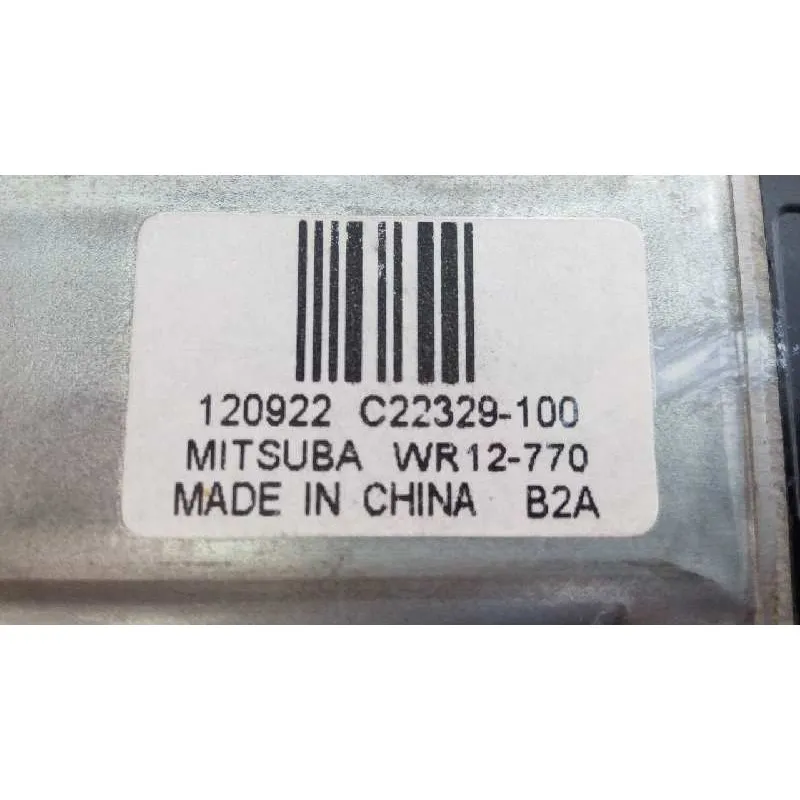 120922 C22329-100
MITSUBA WR12-770
MADE IN CHINA B2A